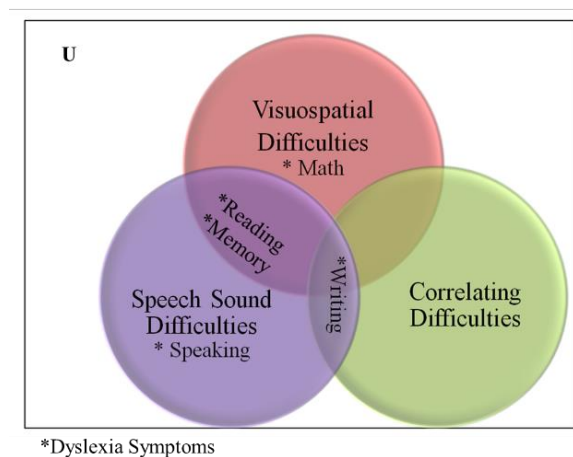 U
Visuospatial
Difficulties
* Math
*Reading
*Memory
*Writing
Speech Sound
Difficulties
* Speaking
Correlating
Difficulties
*Dyslexia Symptoms